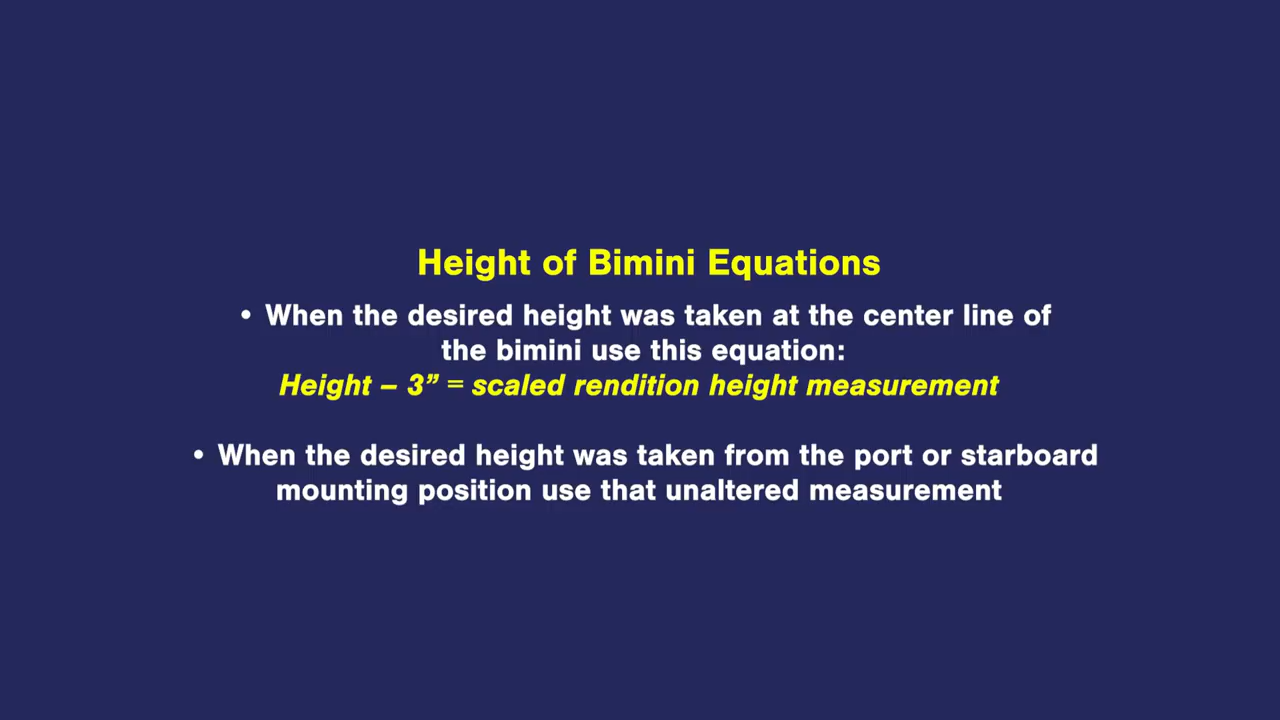 Height of Bimini Equations
• When the desired height was taken at the center line of
the bimini use this equation:
Height – 3” = scaled rendition height measurement
• When the desired height was taken from the port or starboard
mounting position use that unaltered measurement